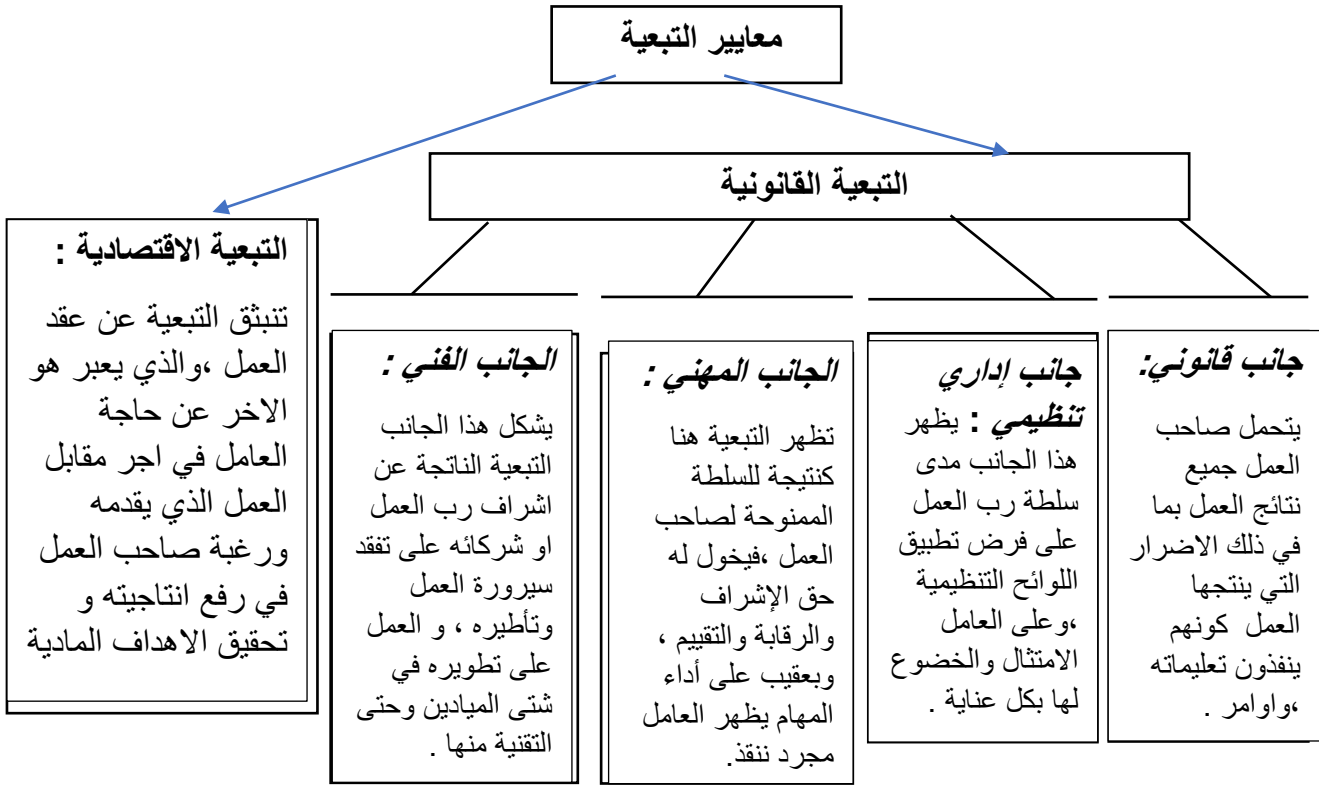 معايير التبعية
التبعية القانونية
جانب قانوني:
يتحمل صاحب
العمل جميع
نتائج العمل بما
في ذلك الاضرار
التي ينتجها
العمل كونهم
ينفذون تعليماته
،واوامر .
جانب إداري
تنظيمي : يظهر
هذا الجانب مدى
سلطة رب العمل
على فرض تطبيق
اللوائح التنظيمية
،وعلى العامل
الامتثال والخضوع
لها بكل عناية .
الجانب المهني :
تظهر التبعية هنا
كنتيجة للسلطة
الممنوحة لصاحب
العمل ،فيخول له
حق الإشراف
والرقابة والتقييم ،
وبعقيب على أداء
المهام يظهر العامل
مجرد ننقذ.
الجانب الفني :
يشكل هذا الجانب
التبعية الناتجة عن
اشراف رب العمل
او شركائه على تفقد
سيرورة العمل
وتأطيره ، و العمل
على تطويره في
شتى الميادين وحتى
التقنية منها .
التبعية الاقتصادية :
تنبثق التبعية عن عقد
العمل ،والذي يعبر هو
الاخر عن حاجة
العامل في اجر مقابل
العمل الذي يقدمه
ورغبة صاحب العمل
في رفع انتاجيته و
تحقيق الاهداف المادية